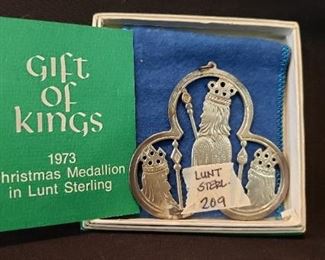 Gift
of
kings
1973
Christmas Medallion
in Lunt Sterling
LUNT
STERL.
209